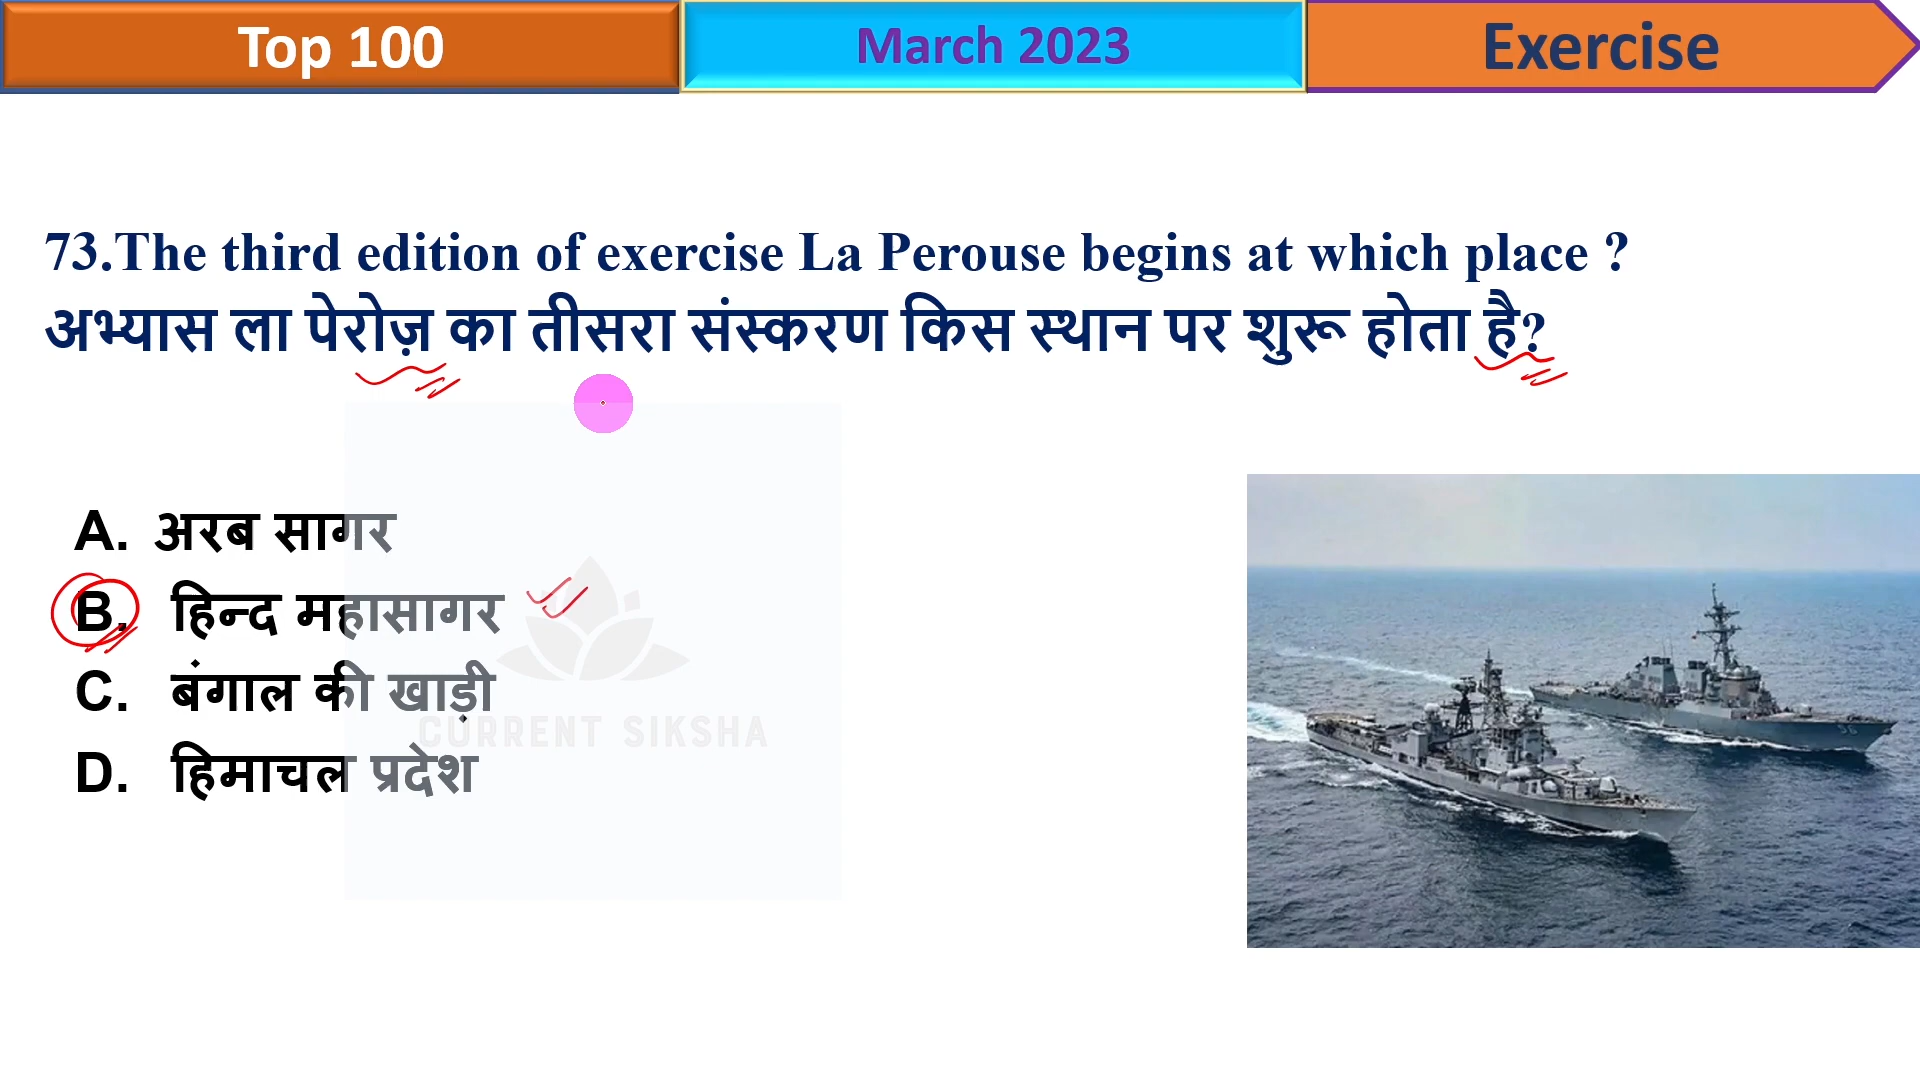 Top 100
March 2023
Exercise
73.The third edition of exercise La Perouse begins at which place ?
अभ्यास ला पेरोज़ का तीसरा संस्करण किस स्थान पर शुरू होता है?
A. अरब सागर
B. हिन्द महासागर
C. बंगाल की खाड़ी
CURRENT SIKSHA
D. हिमाचल प्रदेश